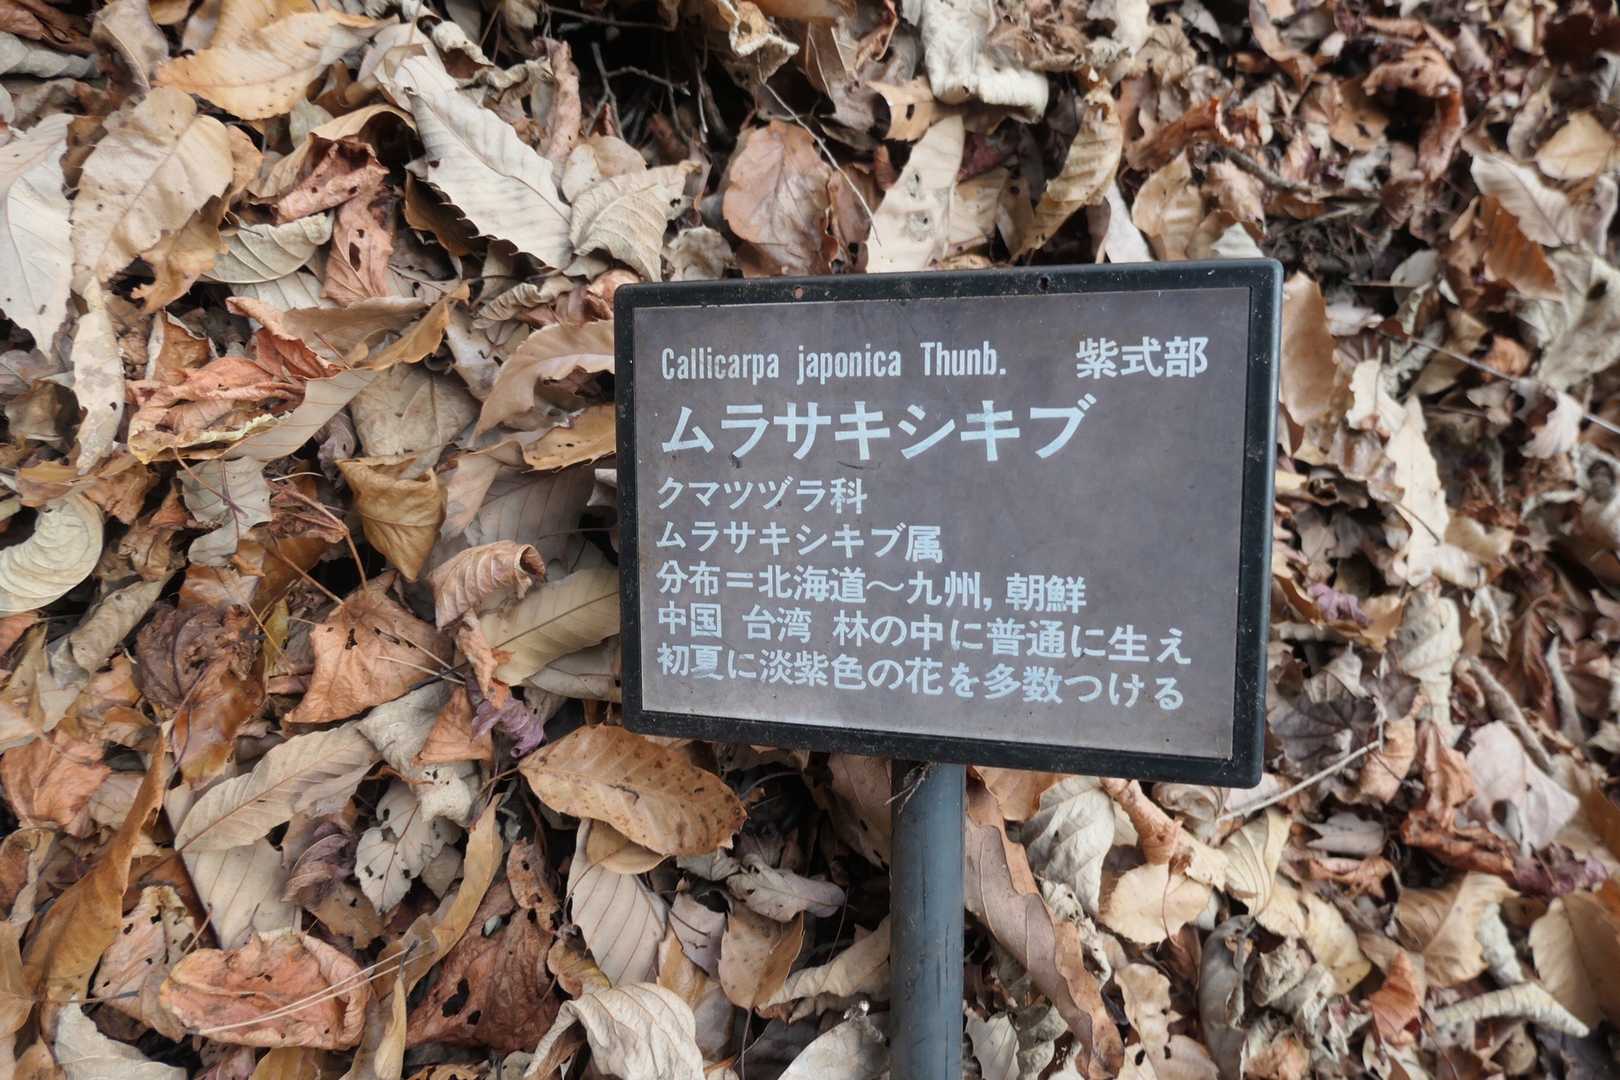 Callicarpa japonica Thunb. 紫式部
ムラサキシキブ
クマツヅラ科
ムラサキシキブ属
分布＝北海道〜九州, 朝鮮
中国 台湾 林の中に普通に生え
初夏に淡紫色の花を多数つける